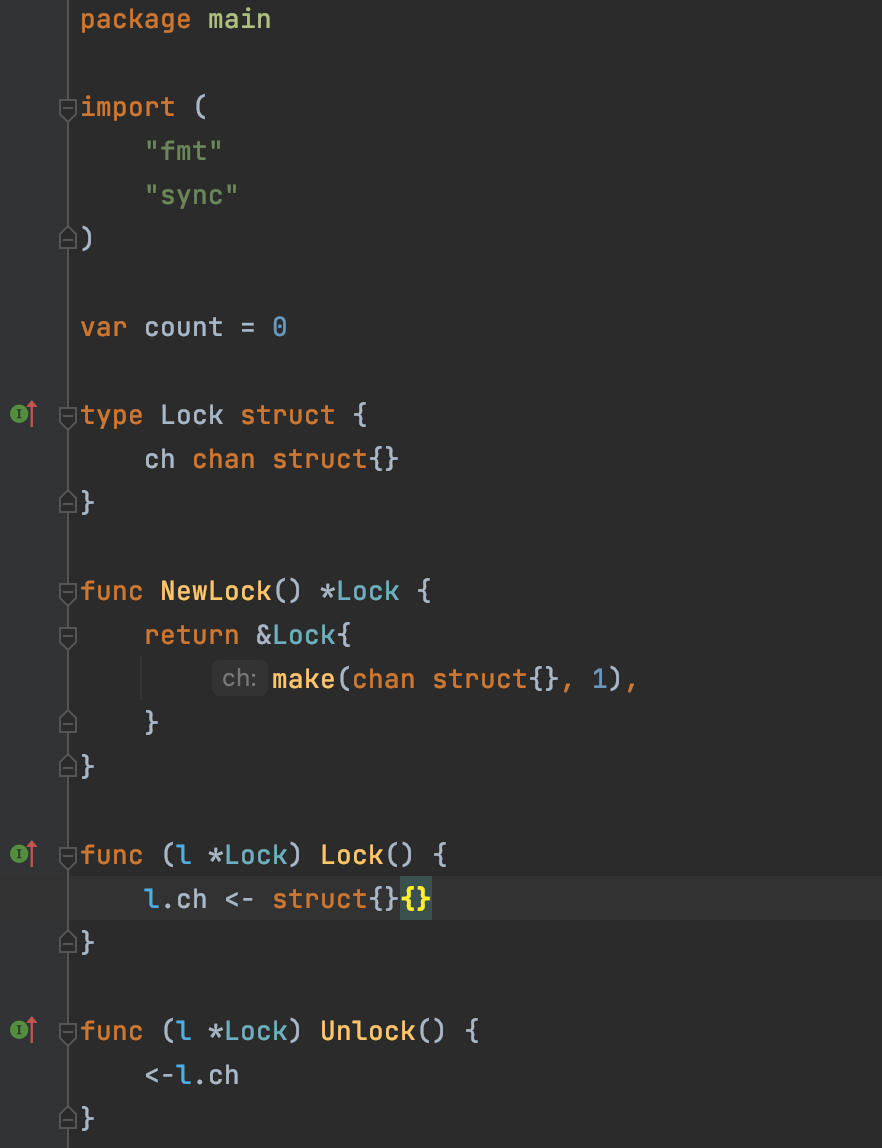 package main
import (
"fmt"
"sync"
)
var count = 0
type Lock struct {
ch chan struct{}
}
func NewLock() *Lock {
return &Lock{
ch: make(chan struct{}, 1),
}
}
func (l *Lock) Lock() {
l.ch <- struct{}{}
}
func (l *Lock) Unlock() {
<-l.ch
}